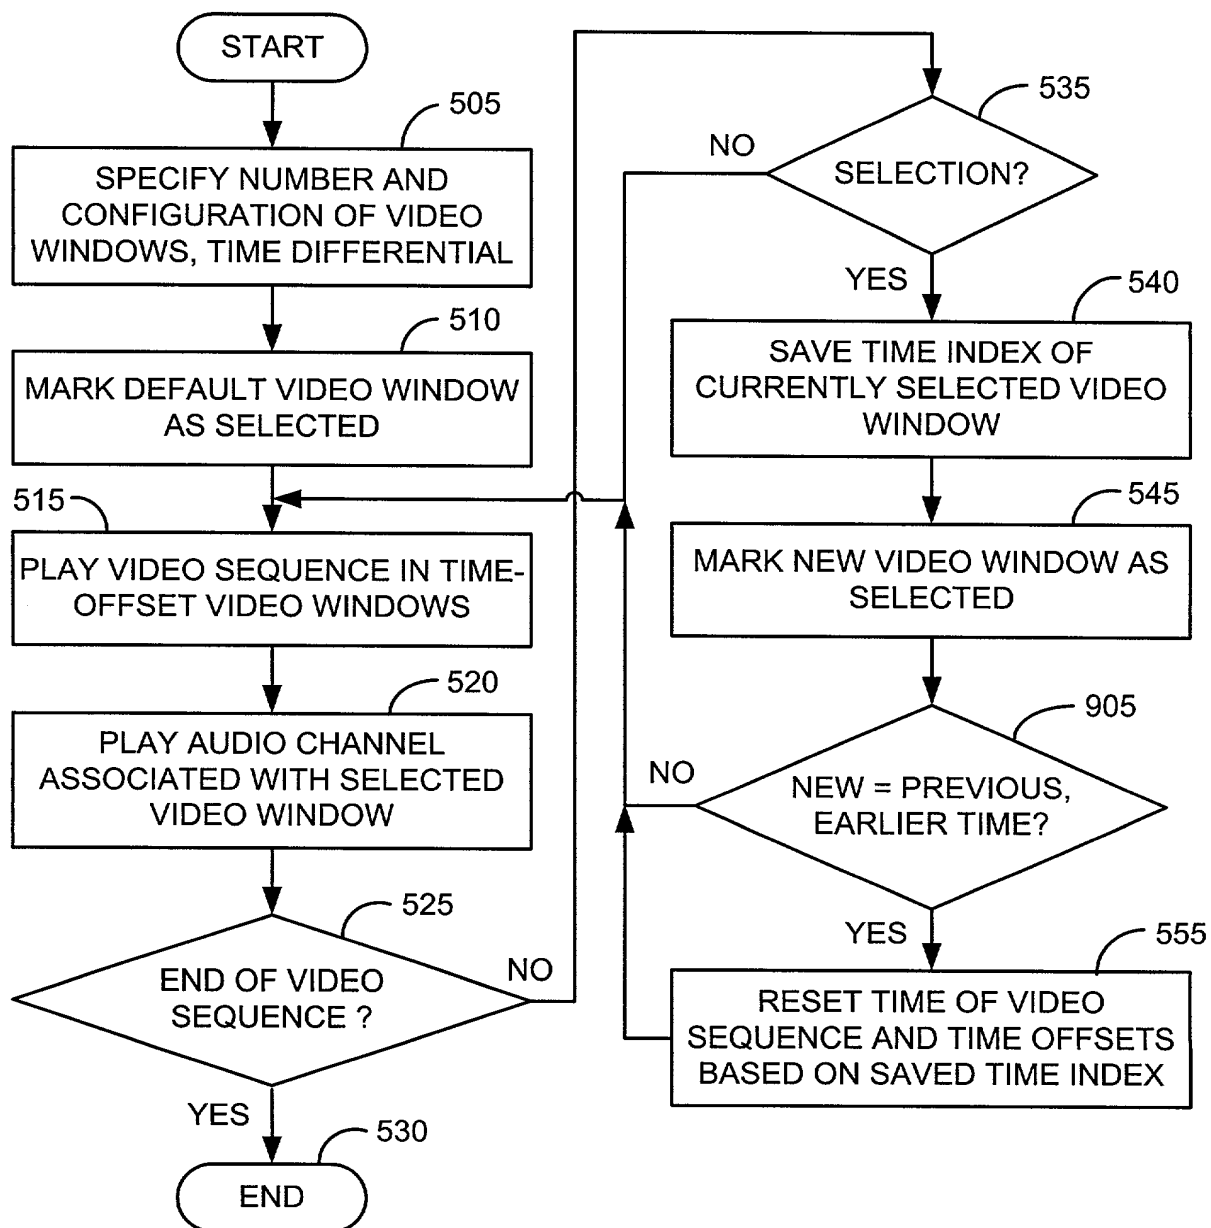 START
505
SPECIFY NUMBER AND
CONFIGURATION OF VIDEO
WINDOWS, TIME DIFFERENTIAL
510
MARK DEFAULT VIDEO WINDOW
AS SELECTED
515
PLAY VIDEO SEQUENCE IN TIME-
OFFSET VIDEO WINDOWS
520
PLAY AUDIO CHANNEL
ASSOCIATED WITH SELECTED
VIDEO WINDOW
525
END OF VIDEO
SEQUENCE ?
NO
YES
530
END
535
SELECTION?
NO
YES
540
SAVE TIME INDEX OF
CURRENTLY SELECTED VIDEO
WINDOW
545
MARK NEW VIDEO WINDOW AS
SELECTED
905
NEW = PREVIOUS,
EARLIER TIME?
NO
YES
555
RESET TIME OF VIDEO
SEQUENCE AND TIME OFFSETS
BASED ON SAVED TIME INDEX